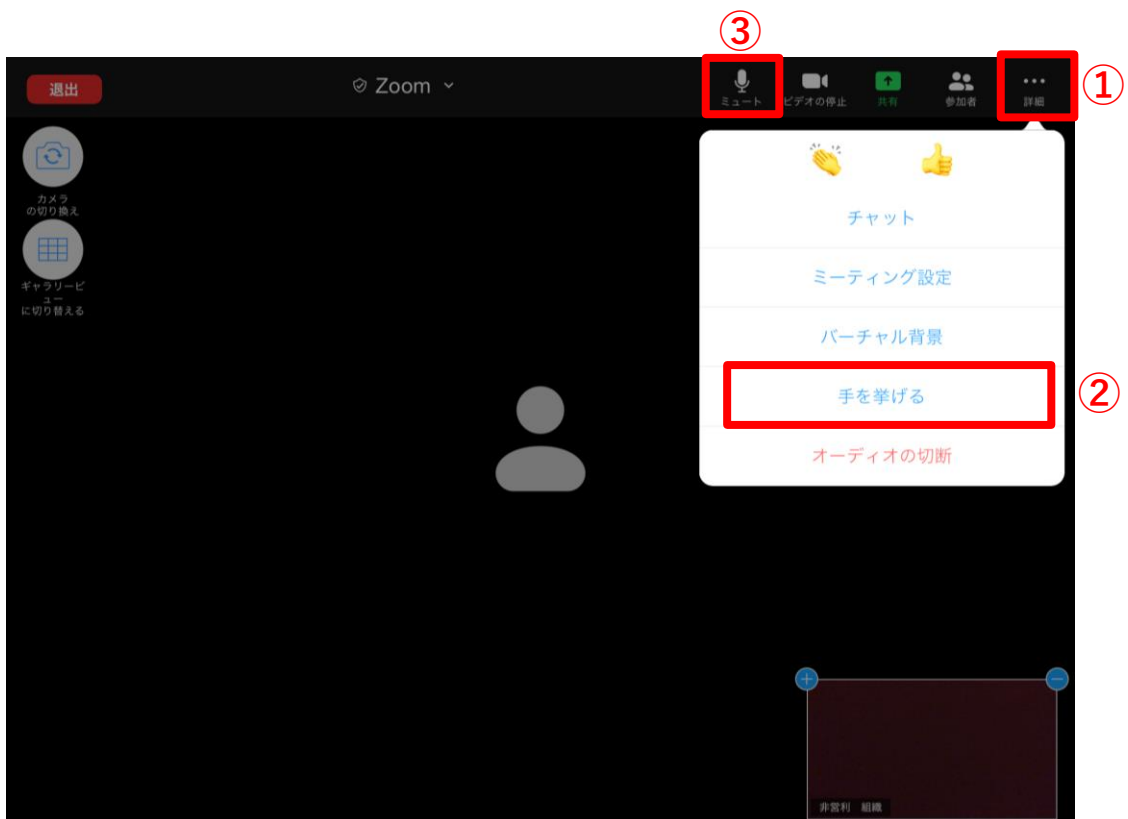 ③
①
退出
Zoom
ミュート
ビデオの停止
共有
参加者
詳細
カメラ
の切り換え
ギャラリービ
ュー
に切り替える
チャット
ミーティング設定
バーチャル背景
手を挙げる
②
オーディオの切断
非営利 組織